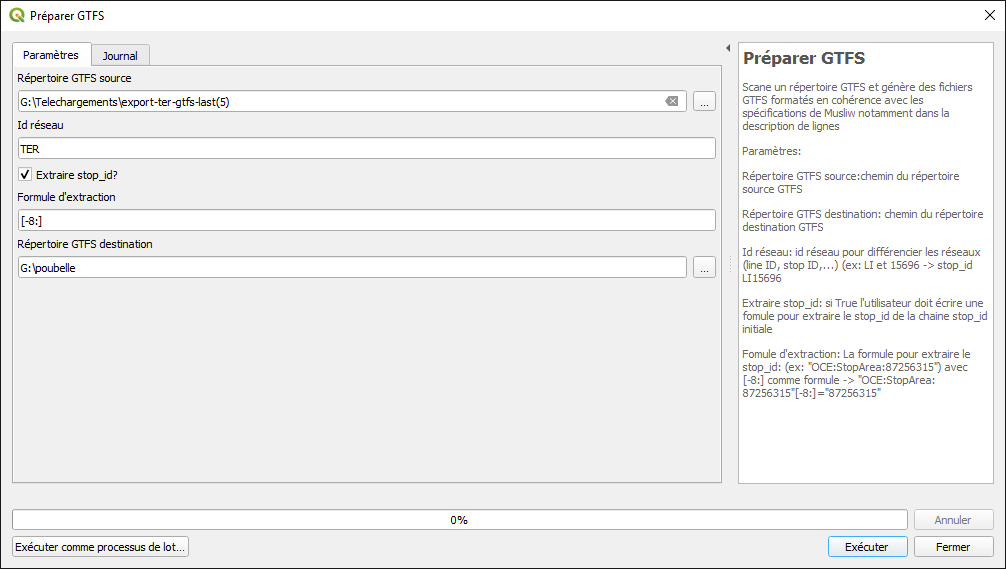 Préparer GTFS
Paramètres
Journal
Répertoire GTFS source
G:\Telechargements\export-ter-gtfs-last(5)
...
Id réseau
TER
Extraire stop_id?
Formule d'extraction
[-8:]
Répertoire GTFS destination
G:\poubelle
...
Préparer GTFS
Scane un répertoire GTFS et génère des fichiers
GTFS formatés en cohérence avec les
spécifications de Musliw notamment dans la
description de lignes
Paramètres:
Répertoire GTFS source:chemin du répertoire
source GTFS
Répertoire GTFS destination: chemin du répertoire
destination GTFS
Id réseau: id réseau pour différencier les réseaux
(line ID, stop ID,...) (ex: LI et 15696 -> stop_id
LI15696
Extraire stop_id: si True l'utilisateur doit écrire une
fomule pour extraire le stop_id de la chaine stop_id
initiale
Fomule d'extraction: La formule pour extraire le
stop_id: (ex: "OCE:StopArea:87256315") avec
[-8:] comme formule -> "OCE:StopArea:
87256315"[-8:]="87256315"
0%
Annuler
Exécuter comme processus de lot...
Exécuter
Fermer